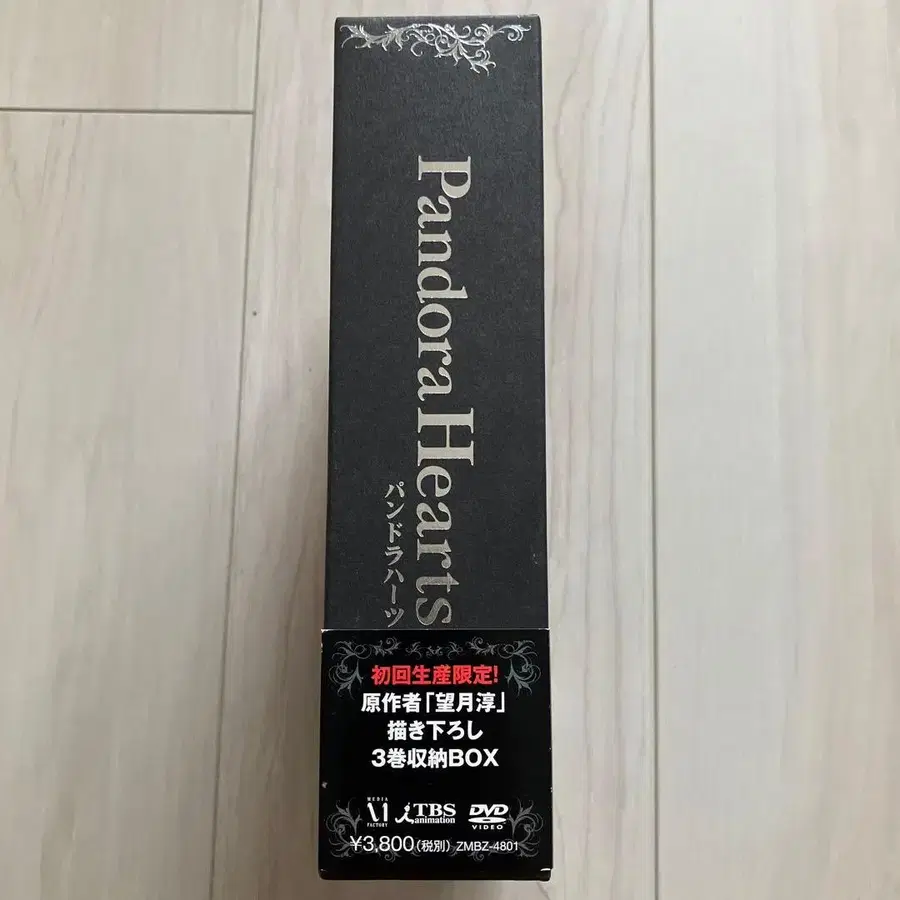 Pandora Hearts
パンドラハーツ
初回生産限定!
原作者「望月淳」
描き下ろし
3巻収納BOX
MEDIA FACTORY
TBS animation
DVD VIDEO
¥3,800(税別) ZMBZ-4801